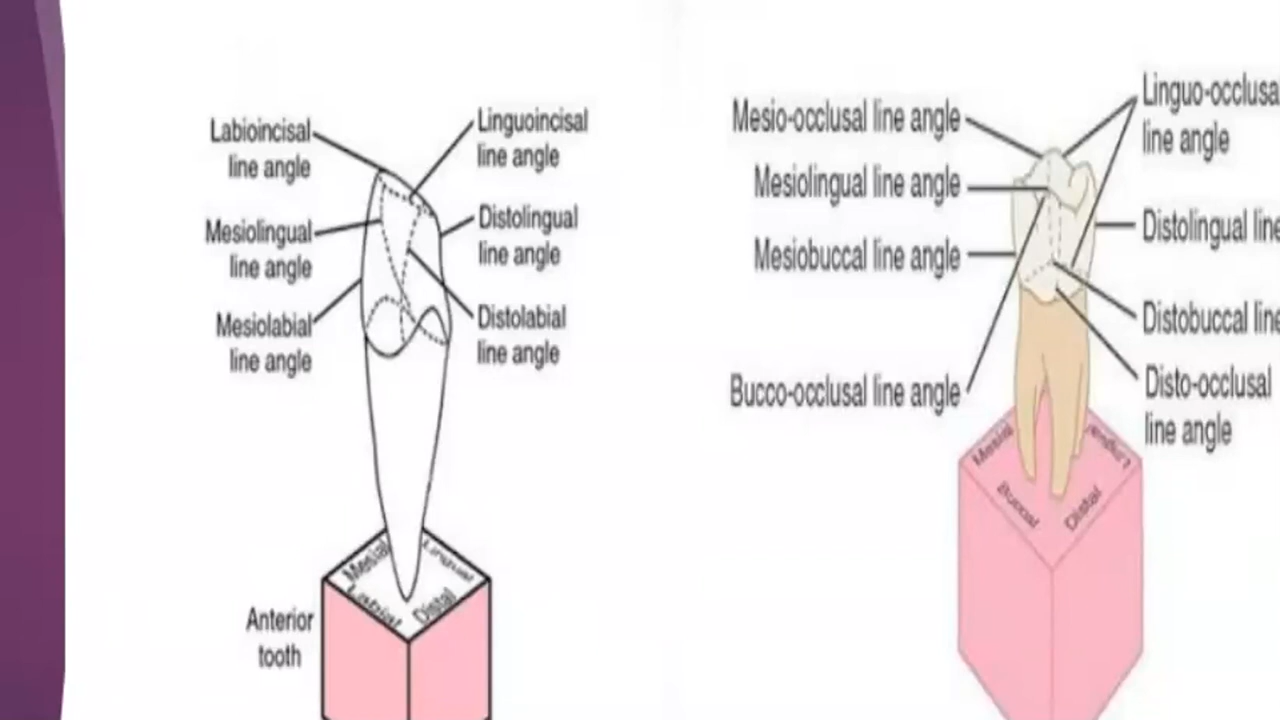 Labioincisal
line angle
Linguoincisal
line angle
Mesiolingual
line angle
Distolingual
line angle
Mesiolabial
line angle
Distolabial
line angle
Mesial
Lingual
Labial
Distal
Anterior
tooth
Mesio-occlusal line angle
Linguo-occlusa
line angle
Mesiolingual line angle
Distolingual line
Mesiobuccal line angle
Distobuccal line
Bucco-occlusal line angle
Disto-occlusal
line angle
Mesial
Lingual
Buccal
Distal